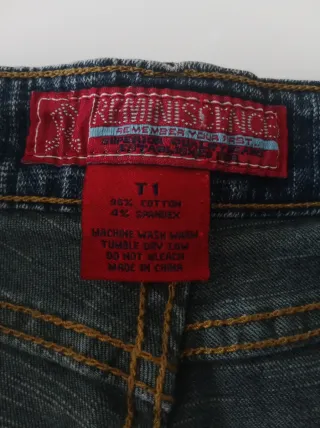 REMINISCENCE
REMEMBER YOUR FIRST
T1
96% COTTON
4% SPANDEX
MACHINE WASH WARM
TUMBLE DRY LOW
DO NOT BLEACH
MADE IN CHINA